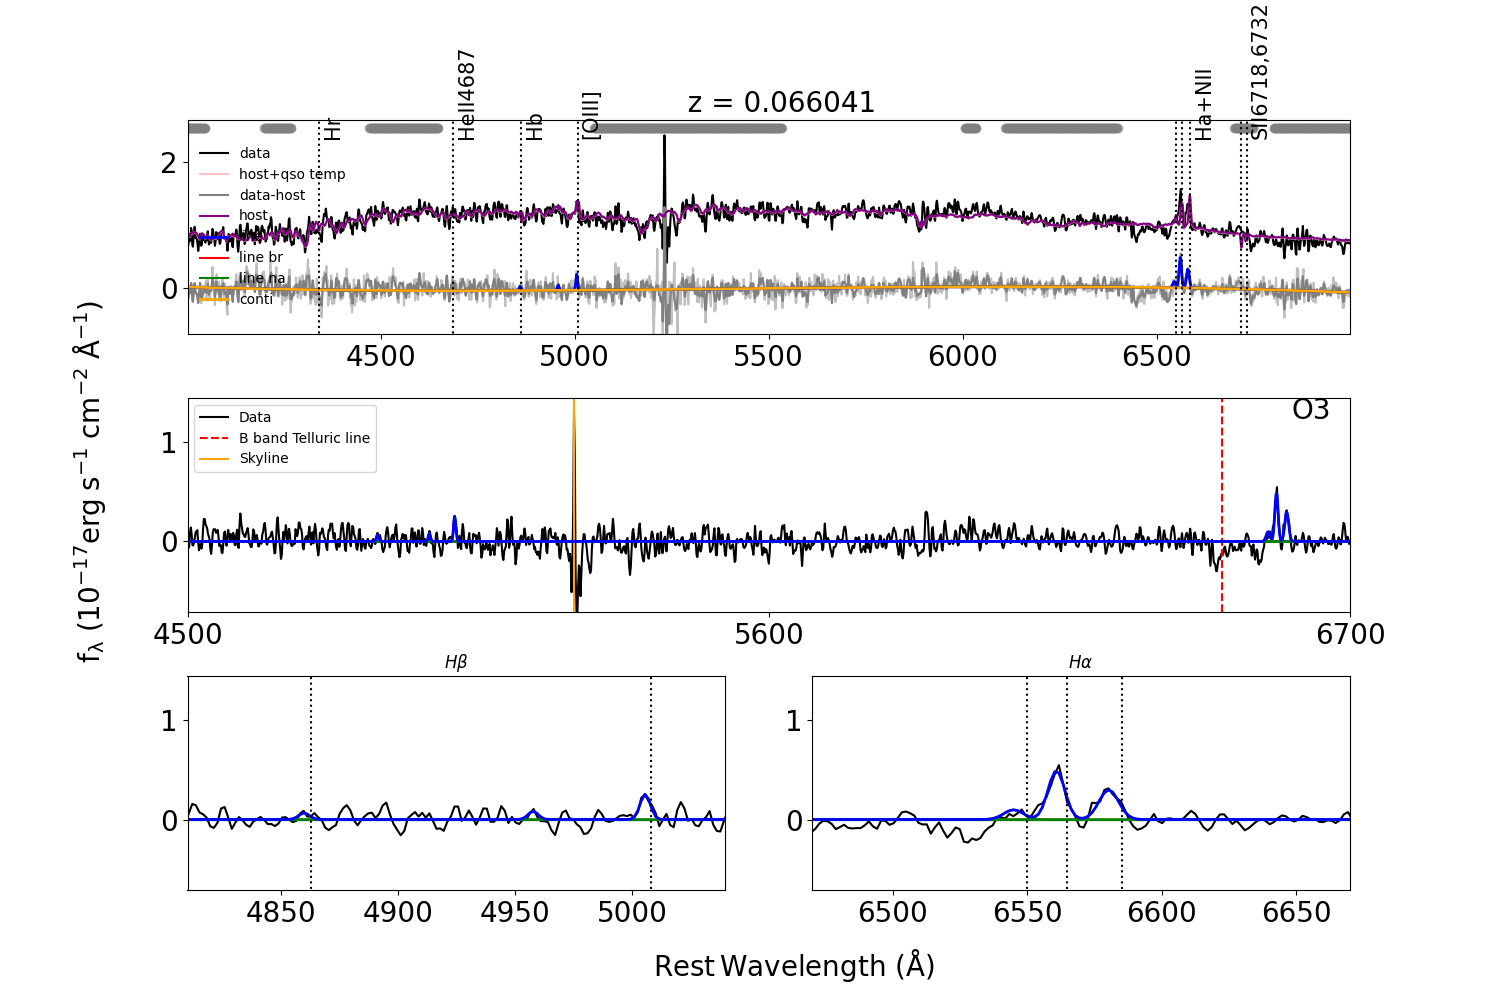 z = 0.066041
Hr
HeII4687
Hb
[OIII]
Ha+NII
SII6718,6732
data
host+qso temp
data-host
host
line br
line na
conti
2
0
4500 5000 5500 6000 6500
fλ (10−17erg s−1 cm−2 Å−1)
O3
Data
B band Telluric line
Skyline
1
0
4500 5600 6700
Hβ
1
0
4850 4900 4950 5000
Hα
1
0
6500 6550 6600 6650
Rest Wavelength (Å)